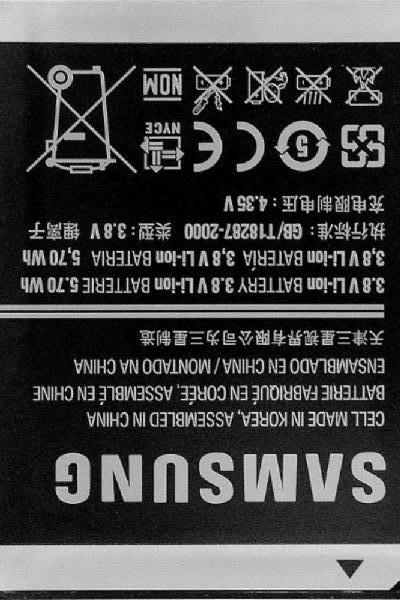 SAMSUNG
CELL MADE IN KOREA, ASSEMBLED IN CHINA
BATTERIE FABRIQUÉ EN CORÉE, ASSEMBLÉ EN CHINE
ENSAMBLADO EN CHINA / MONTADO NA CHINA
天津三星视界有限公司为三星制造
3.8 V Li-ion BATTERY 3.8 V Li-ion BATTERIE 5.70 Wh
3,8 V Li-ion BATERÍA 3,8 V Li-ion BATERIA 5,70 Wh
执行标准: GB/T18287-2000 类型: 3.8 V 锂离子
充电限制电压: 4.35 V
5
CE
NYCE
NOM